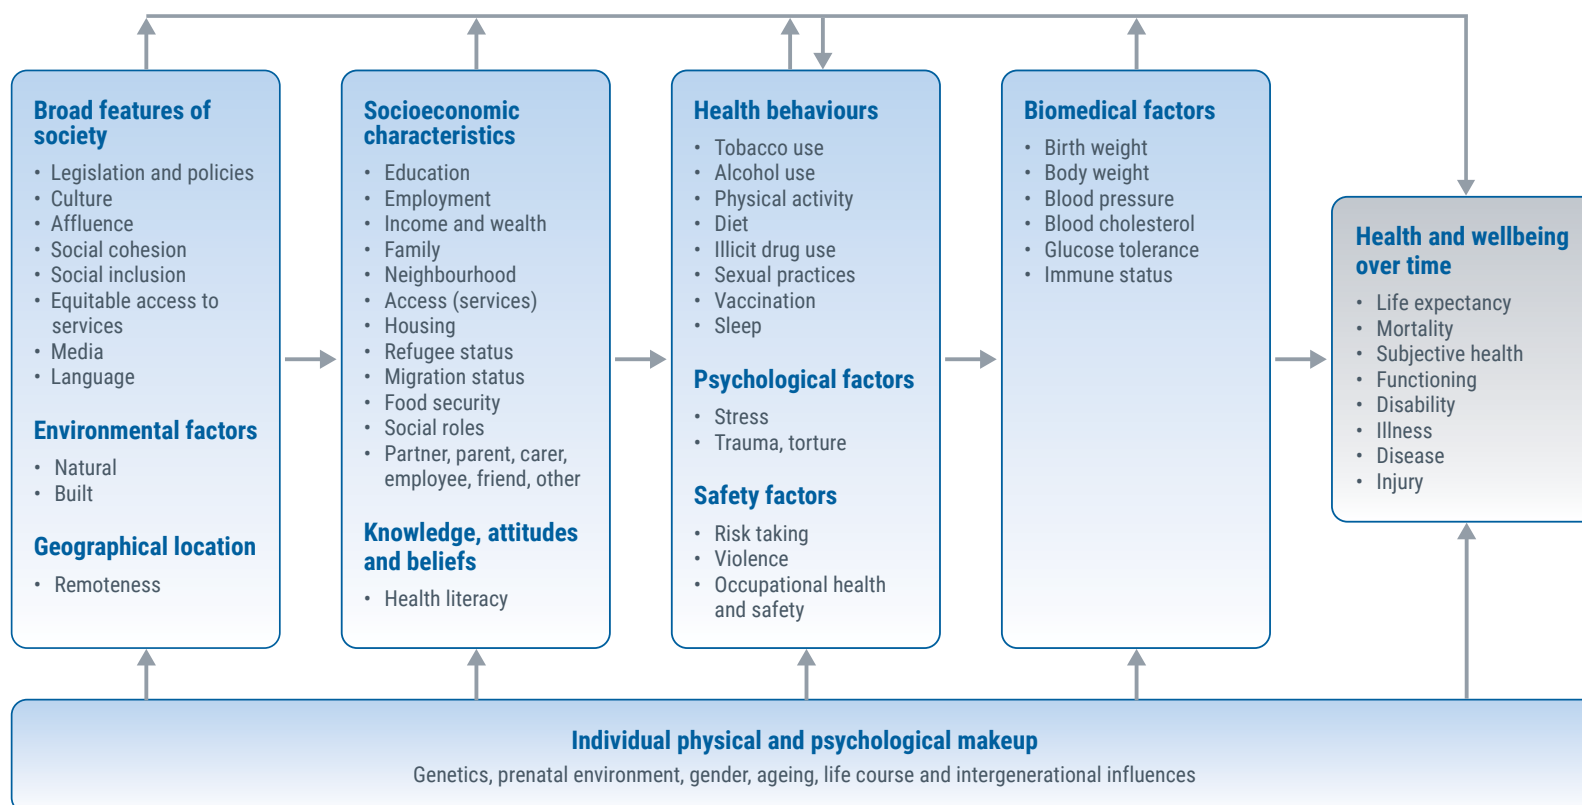 Broad features of
society
• Legislation and policies
• Culture
• Affluence
• Social cohesion
• Social inclusion
• Equitable access to
services
• Media
• Language
Environmental factors
• Natural
• Built
Geographical location
• Remoteness
Socioeconomic
characteristics
• Education
• Employment
• Income and wealth
• Family
• Neighbourhood
• Access (services)
• Housing
• Refugee status
• Migration status
• Food security
• Social roles
• Partner, parent, carer,
employee, friend, other
Knowledge, attitudes
and beliefs
• Health literacy
Health behaviours
• Tobacco use
• Alcohol use
• Physical activity
• Diet
• Illicit drug use
• Sexual practices
• Vaccination
• Sleep
Psychological factors
• Stress
• Trauma, torture
Safety factors
• Risk taking
• Violence
• Occupational health
and safety
Biomedical factors
• Birth weight
• Body weight
• Blood pressure
• Blood cholesterol
• Glucose tolerance
• Immune status
Health and wellbeing
over time
• Life expectancy
• Mortality
• Subjective health
• Functioning
• Disability
• Illness
• Disease
• Injury
Individual physical and psychological makeup
Genetics, prenatal environment, gender, ageing, life course and intergenerational influences